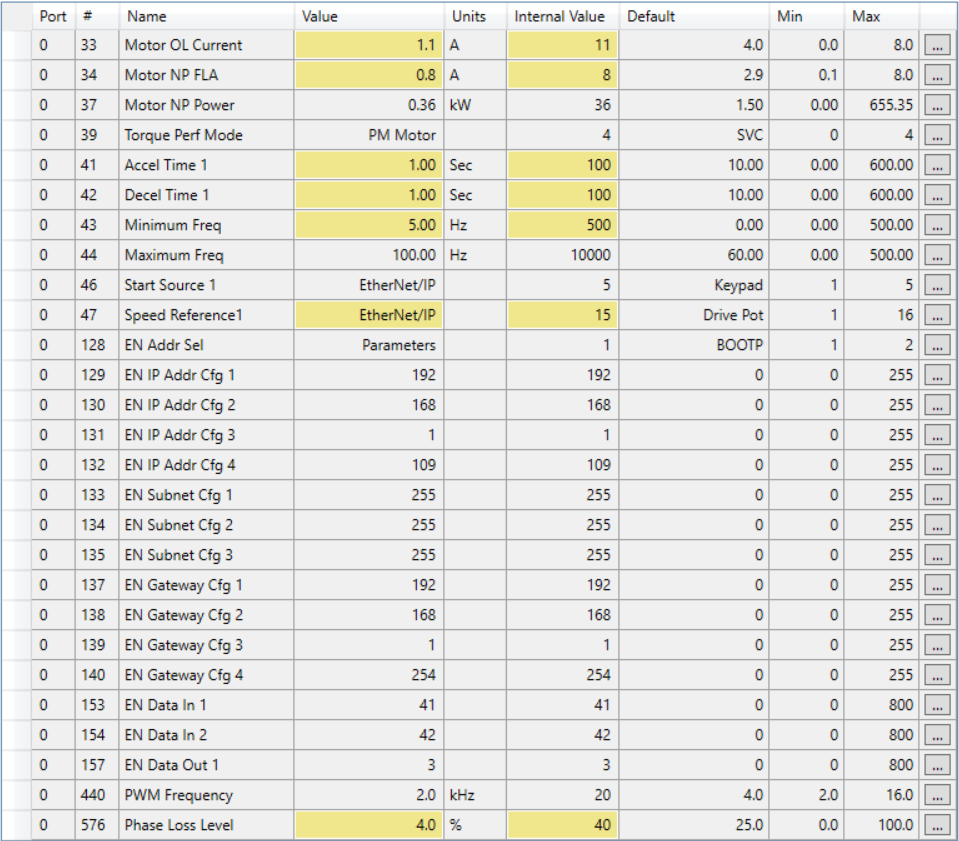 Port # Name Value Units Internal Value Default Min Max
0 33 Motor OL Current 1.1 A 11 4.0 0.0 8.0 ...
0 34 Motor NP FLA 0.8 A 8 2.9 0.1 8.0 ...
0 37 Motor NP Power 0.36 kW 36 1.50 0.00 655.35 ...
0 39 Torque Perf Mode PM Motor 4 SVC 0 4 ...
0 41 Accel Time 1 1.00 Sec 100 10.00 0.00 600.00 ...
0 42 Decel Time 1 1.00 Sec 100 10.00 0.00 600.00 ...
0 43 Minimum Freq 5.00 Hz 500 0.00 0.00 500.00 ...
0 44 Maximum Freq 100.00 Hz 10000 60.00 0.00 500.00 ...
0 46 Start Source 1 EtherNet/IP 5 Keypad 1 5 ...
0 47 Speed Reference1 EtherNet/IP 15 Drive Pot 1 16 ...
0 128 EN Addr Sel Parameters 1 BOOTP 1 2 ...
0 129 EN IP Addr Cfg 1 192 192 0 0 255 ...
0 130 EN IP Addr Cfg 2 168 168 0 0 255 ...
0 131 EN IP Addr Cfg 3 1 1 0 0 255 ...
0 132 EN IP Addr Cfg 4 109 109 0 0 255 ...
0 133 EN Subnet Cfg 1 255 255 0 0 255 ...
0 134 EN Subnet Cfg 2 255 255 0 0 255 ...
0 135 EN Subnet Cfg 3 255 255 0 0 255 ...
0 137 EN Gateway Cfg 1 192 192 0 0 255 ...
0 138 EN Gateway Cfg 2 168 168 0 0 255 ...
0 139 EN Gateway Cfg 3 1 1 0 0 255 ...
0 140 EN Gateway Cfg 4 254 254 0 0 255 ...
0 153 EN Data In 1 41 41 0 0 800 ...
0 154 EN Data In 2 42 42 0 0 800 ...
0 157 EN Data Out 1 3 3 0 0 800 ...
0 440 PWM Frequency 2.0 kHz 20 4.0 2.0 16.0 ...
0 576 Phase Loss Level 4.0 % 40 25.0 0.0 100.0 ...